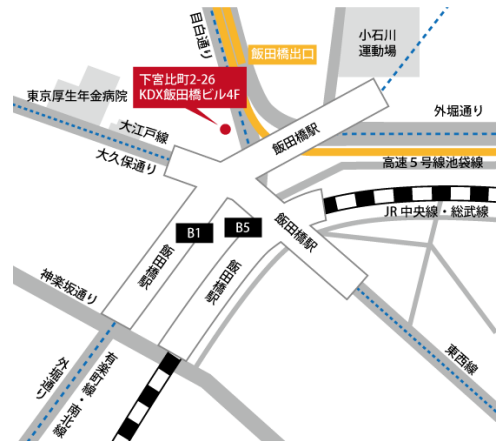 目白通り
飯田橋出口
小石川
運動場
下宮比町2-26
KDX飯田橋ビル4F
東京厚生年金病院
外堀通り
大江戸線
大久保通り
飯田橋駅
高速5号線池袋線
JR中央線・総武線
B1
B5
飯田橋駅
飯田橋駅
飯田橋駅
神楽坂通り
東西線
外堀通り
有楽町線・南北線